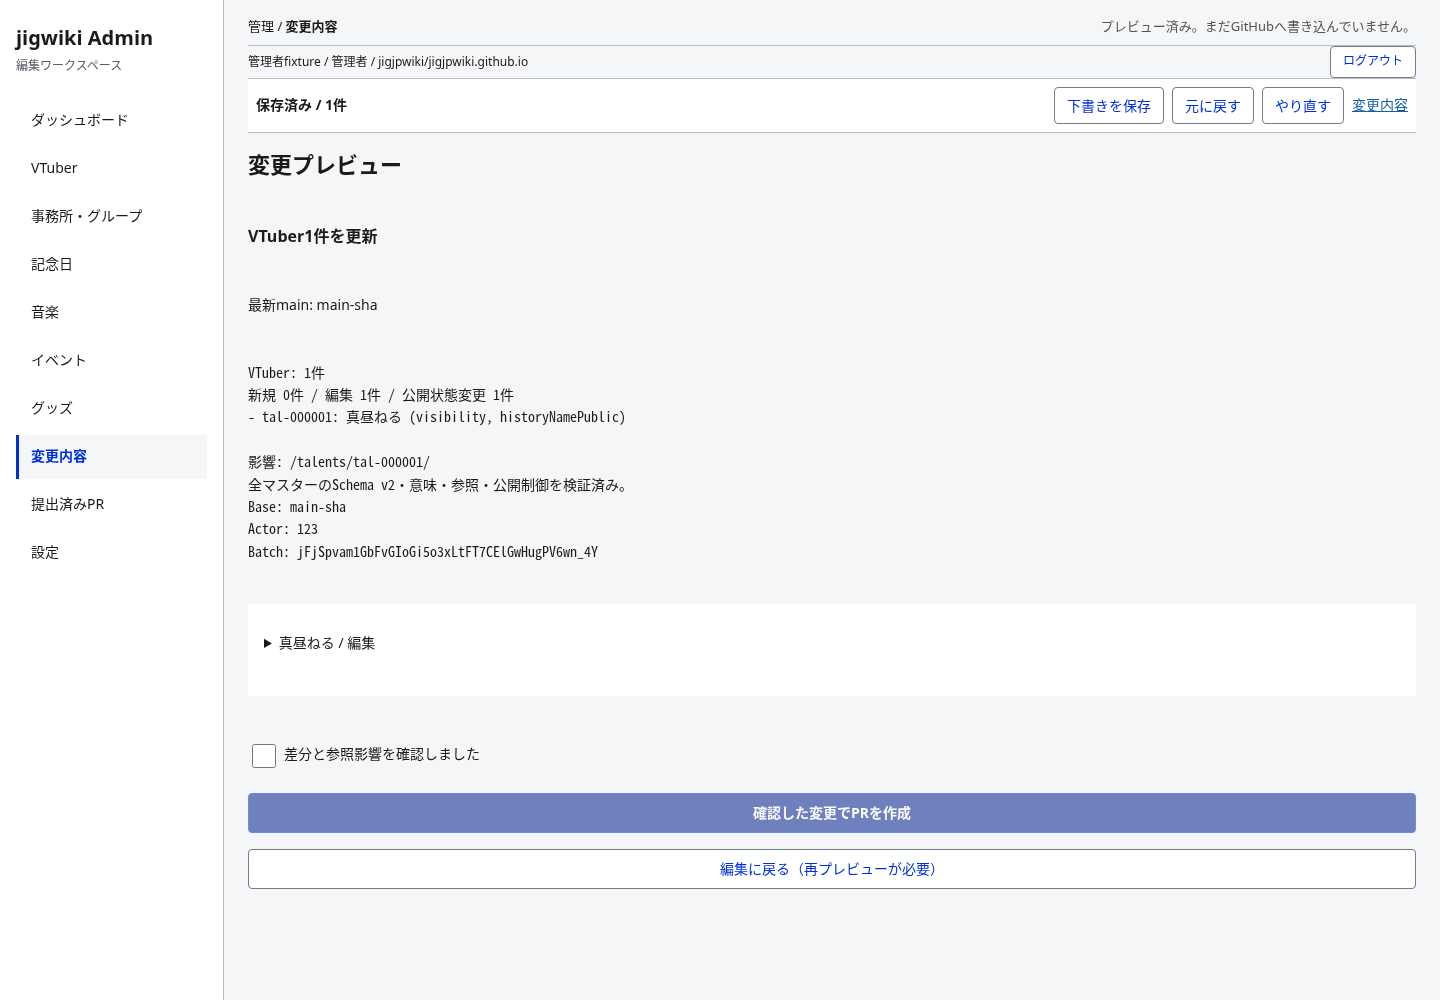 jigwiki Admin
編集ワークスペース
ダッシュボード
VTuber
事務所・グループ
記念日
音楽
イベント
グッズ
変更内容
提出済みPR
設定
管理 / 変更内容
プレビュー済み。まだGitHubへ書き込んでいません。
管理者fixture / 管理者 / jigjpwiki/jigjpwiki.github.io
ログアウト
保存済み / 1件
下書きを保存
元に戻す
やり直す
変更内容
変更プレビュー
VTuber1件を更新
最新main: main-sha
VTuber: 1件
新規 0件 / 編集 1件 / 公開状態変更 1件
- tal-000001: 真昼ねる (visibility, historyNamePublic)
影響: /talents/tal-000001/
全マスターのSchema v2・意味・参照・公開制御を検証済み。
Base: main-sha
Actor: 123
Batch: jFjSpvam1GbFvGIoGi5o3xLtFT7CElGwHugPV6wn_4Y
▶ 真昼ねる / 編集
差分と参照影響を確認しました
確認した変更でPRを作成
編集に戻る（再プレビューが必要）